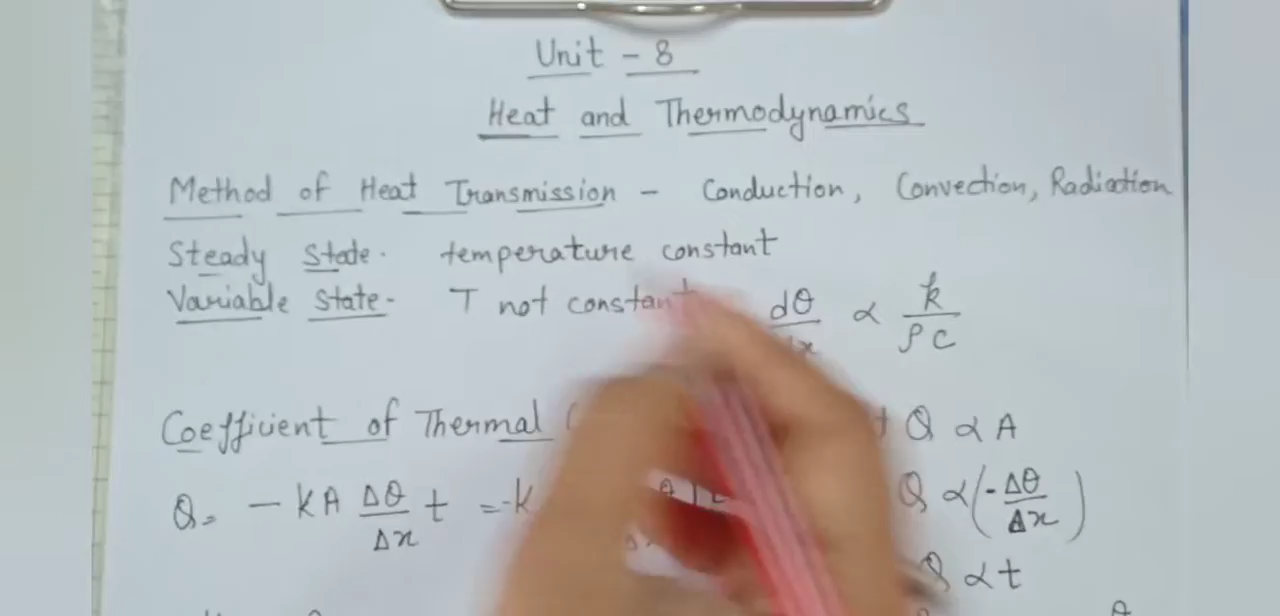 Unit - 8
Heat and Thermodynamics
Method of Heat Transmission - Conduction, Convection, Radiation
Steady State. temperature constant
Variable State - T not constant dθ ∝ k/ρc
Coefficient of Thermal Q ∝ A
Q = - KA Δθ/Δx t = -k Q ∝ (-Δθ/Δx)
Q ∝ t